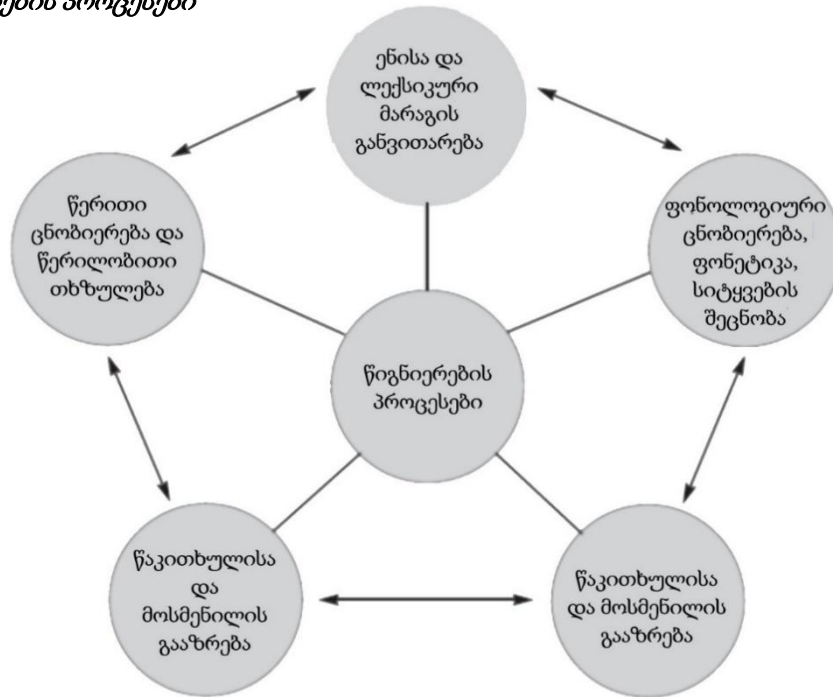 პროცესები
ენისა და
ლექსიკური
მარაგის
განვითარება
წერითი
ცნობიერება და
წერილობითი
თხზულება
ფონოლოგიური
ცნობიერება,
ფონეტიკა,
სიტყვების
შეცნობა
წიგნიერების
პროცესები
წაკითხულისა
და
მოსმენილის
გააზრება
წაკითხულისა
და მოსმენილის
გააზრება